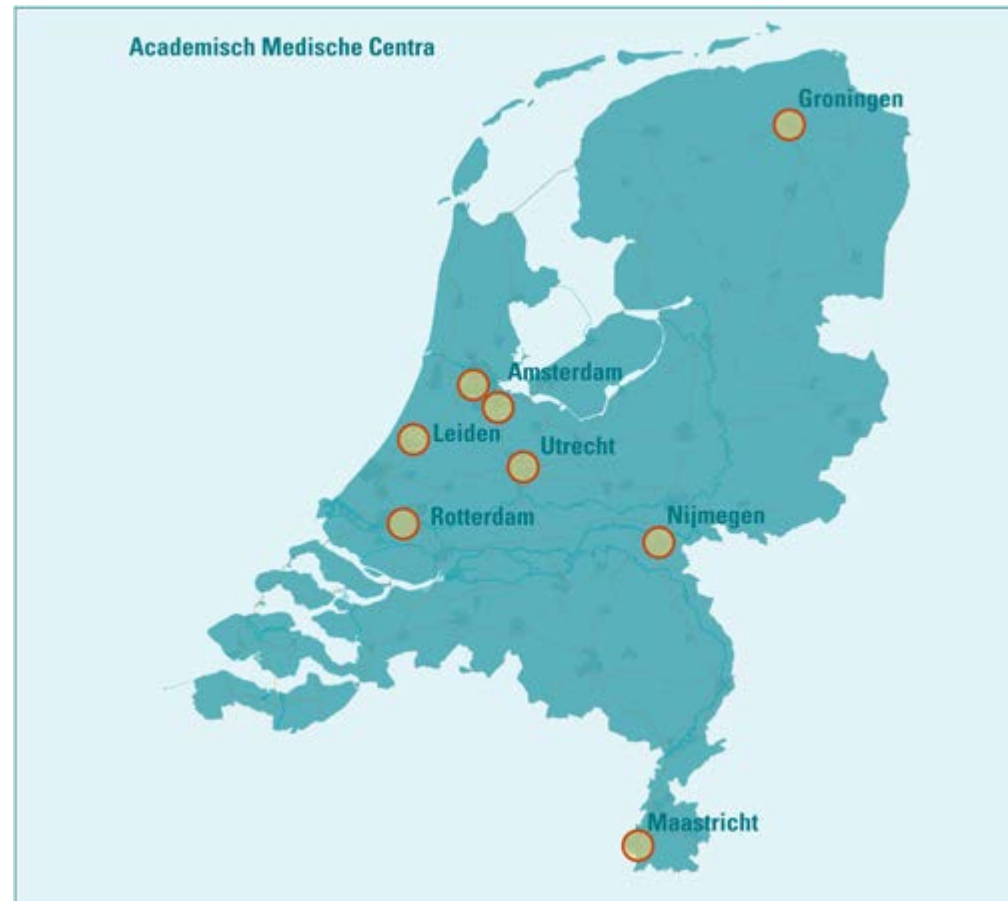 Academisch Medische Centra
Groningen
Amsterdam
Leiden
Utrecht
Rotterdam
Nijmegen
Maastricht